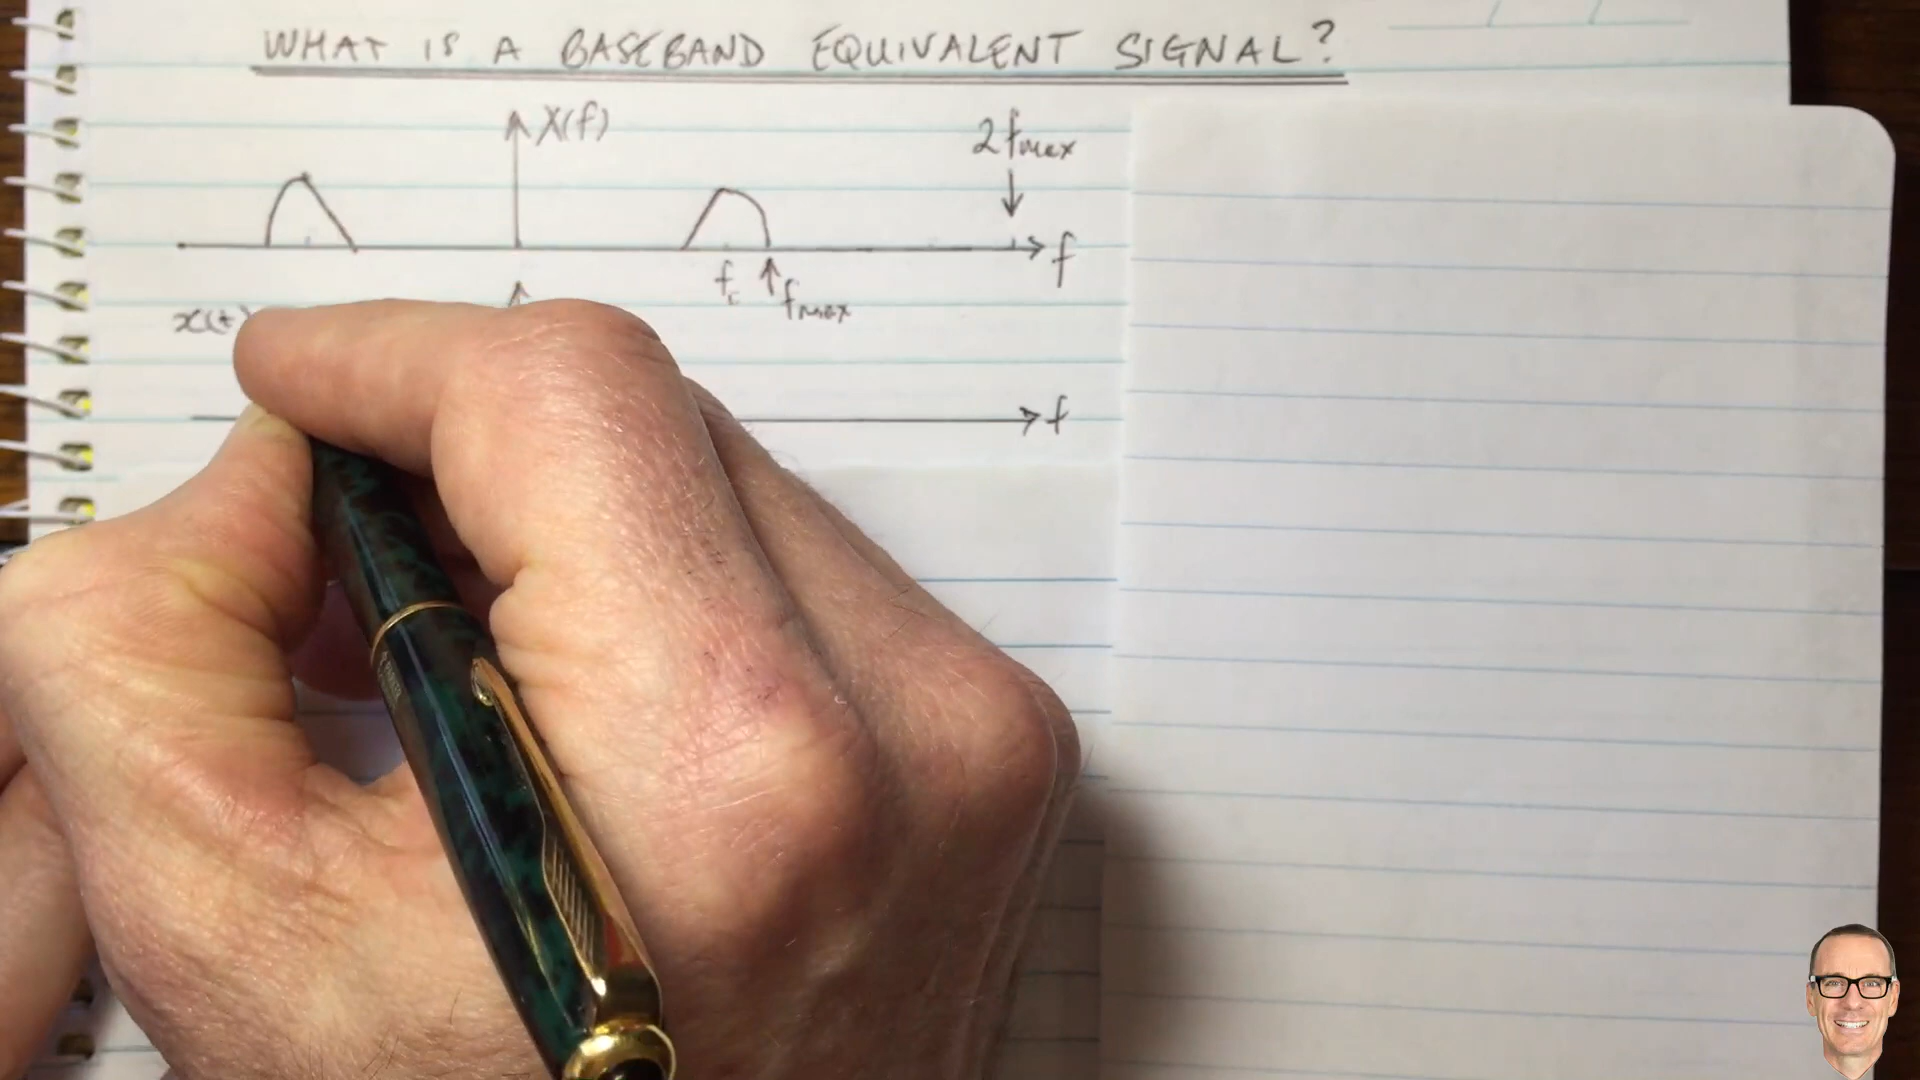 WHAT IS A BASEBAND EQUIVALENT SIGNAL?
X(f)
2fmax
f
fc
fmax
x(t)
f